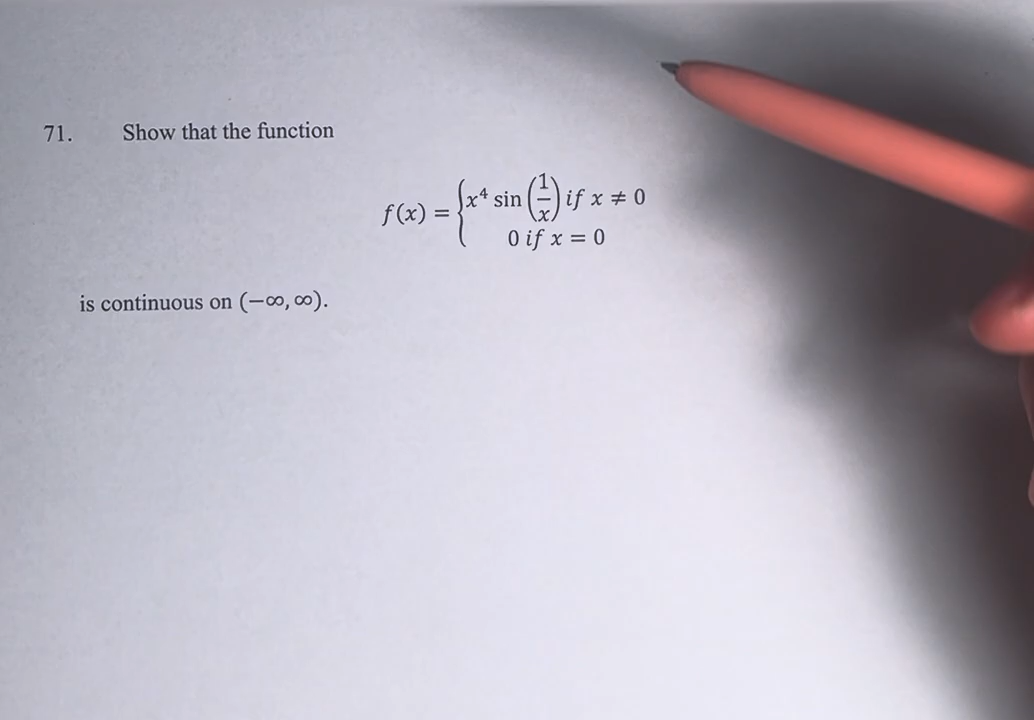 71. Show that the function
f(x) = { x⁴ sin(1/x) if x ≠ 0
0 if x = 0
is continuous on (−∞, ∞).